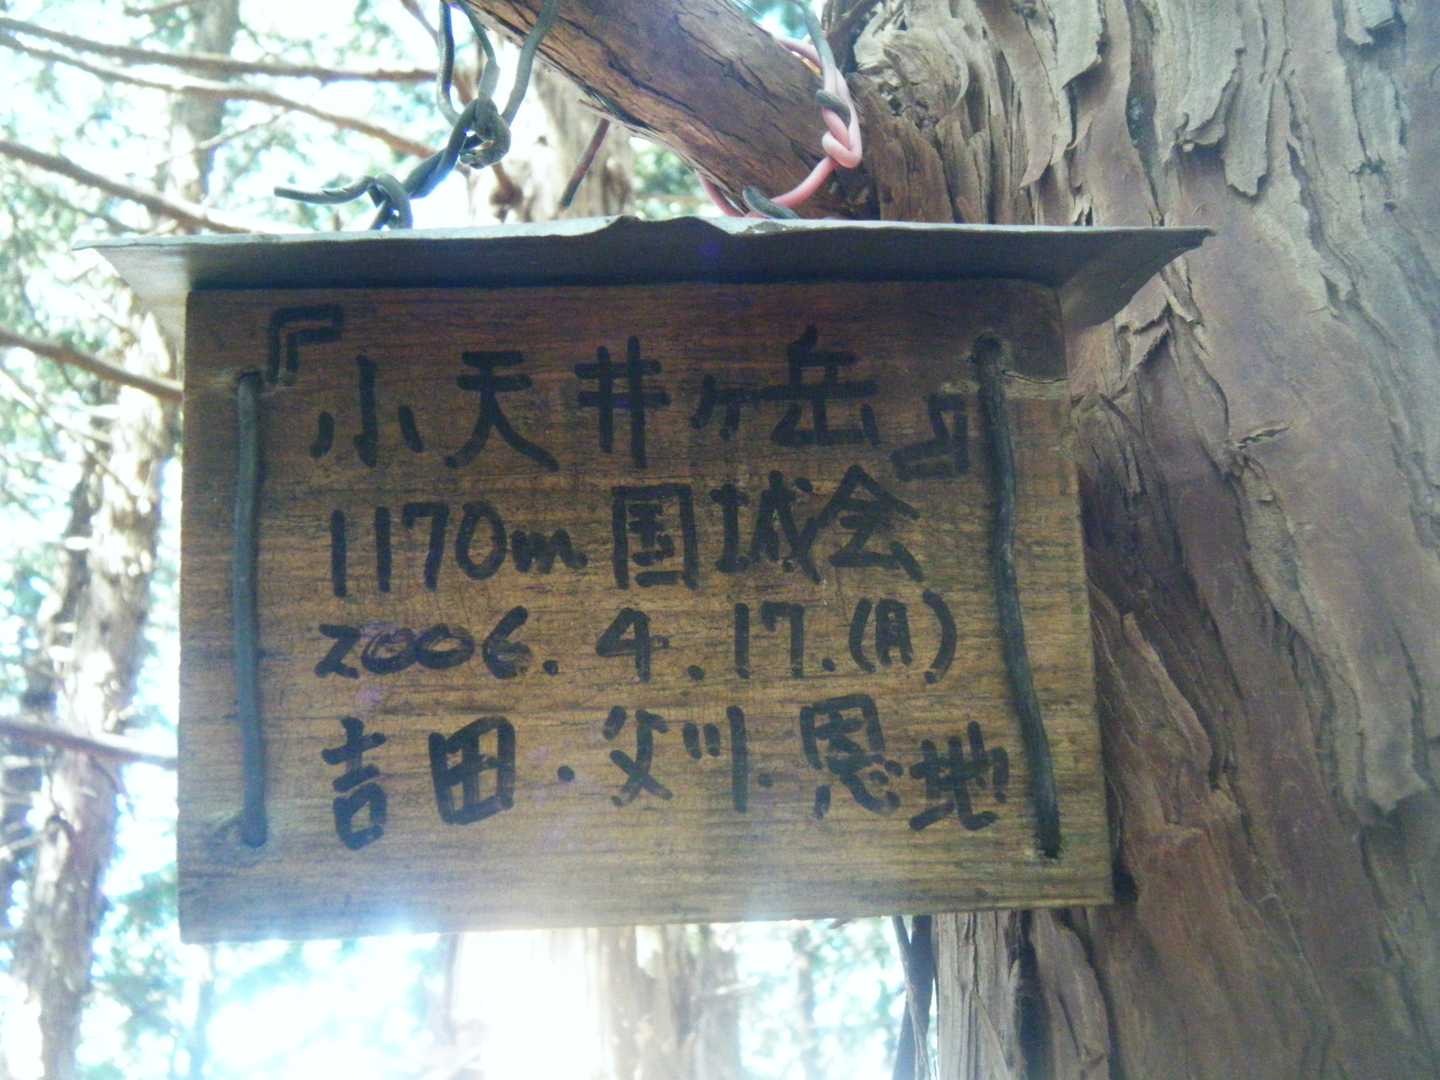 『小天井ヶ岳』
1170m 国城会
2006.4.17.(月)
吉田・父川.恩地